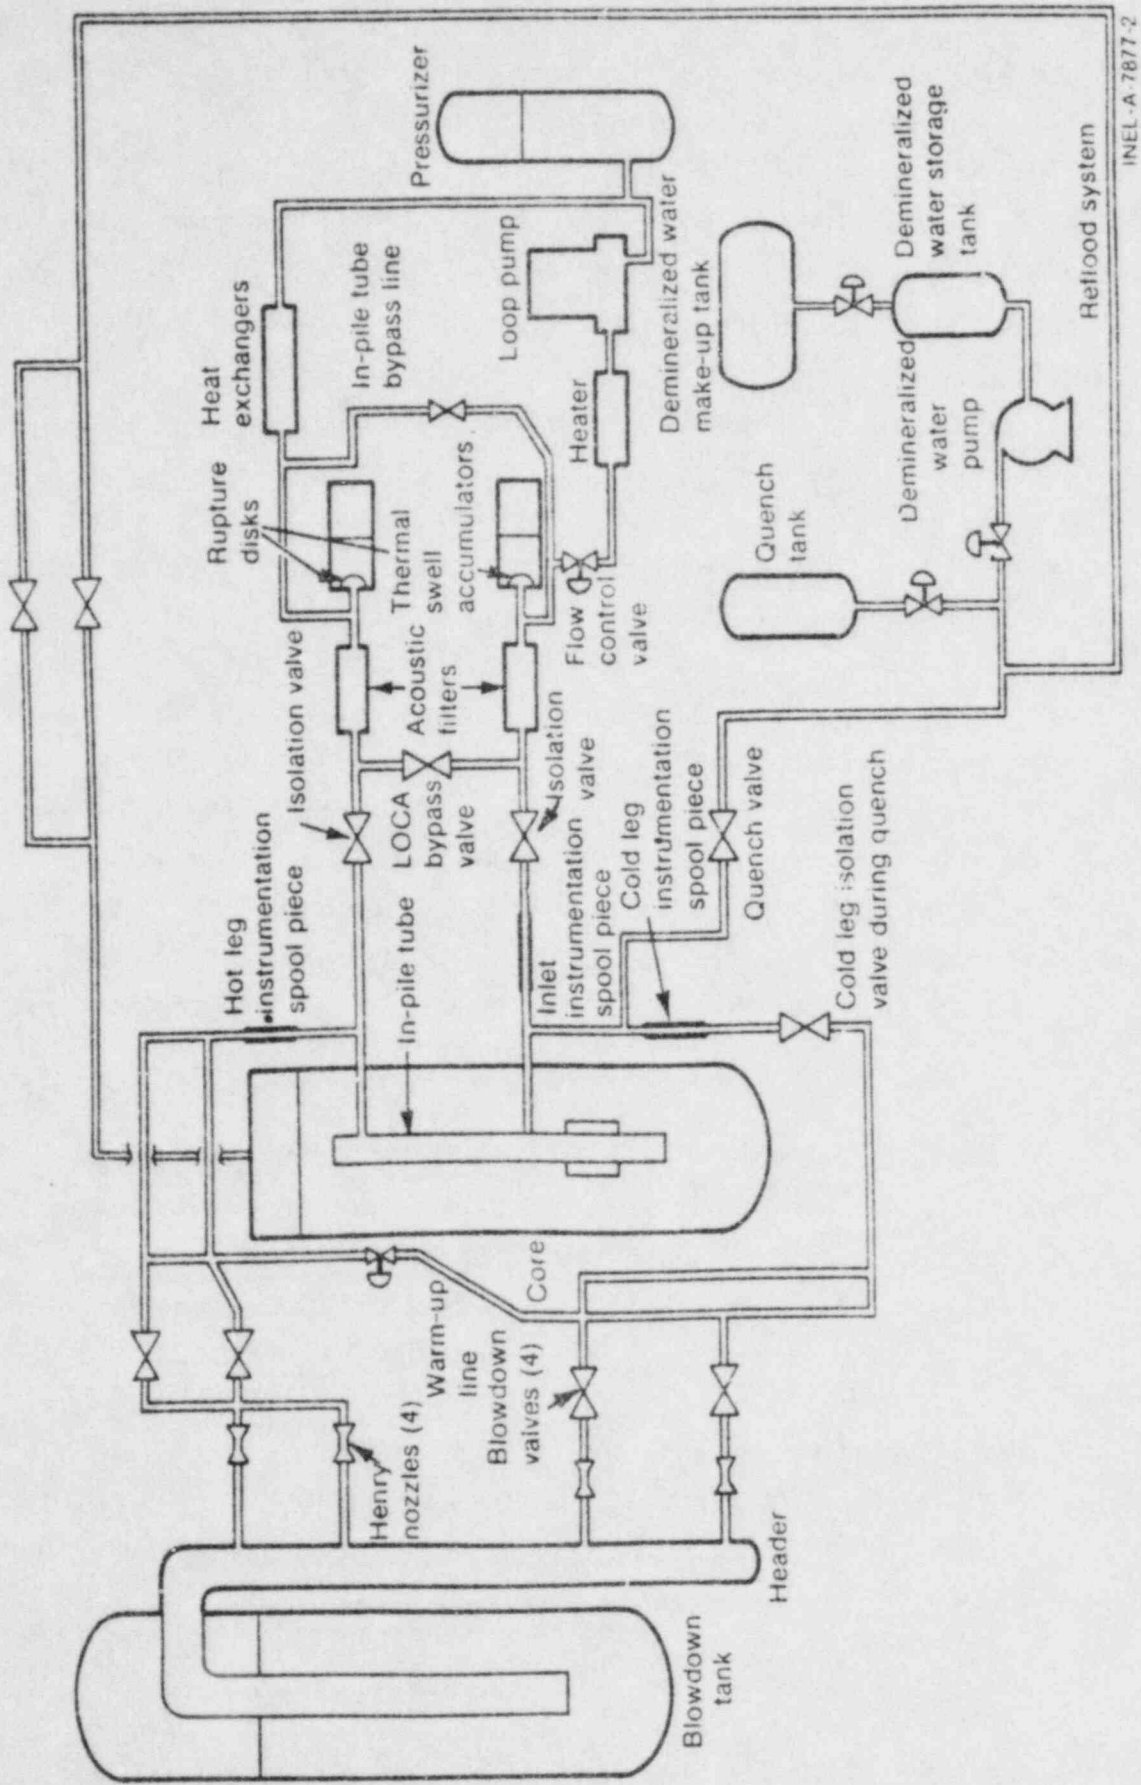 Pressurizer
Heat
exchangers
In-pile tube
bypass line
Loop pump
Rupture
disks
Thermal
swell
accumulators
Heater
Demineralized water
make-up tank
Demineralized
water storage
tank
Isolation valve
Acoustic
filters
Flow
control
valve
Quench
tank
Demineralized
water
pump
Reflood system
Hot leg
instrumentation
spool piece
LOCA
bypass
valve
Isolation
valve
In-pile tube
Inlet
instrumentation
spool piece
Cold leg
instrumentation
spool piece
Quench valve
Cold leg isolation
valve during quench
Core
Warm-up
line
Henry
nozzles (4)
Blowdown
valves (4)
Header
Blowdown
tank
INEL-A-7877-2